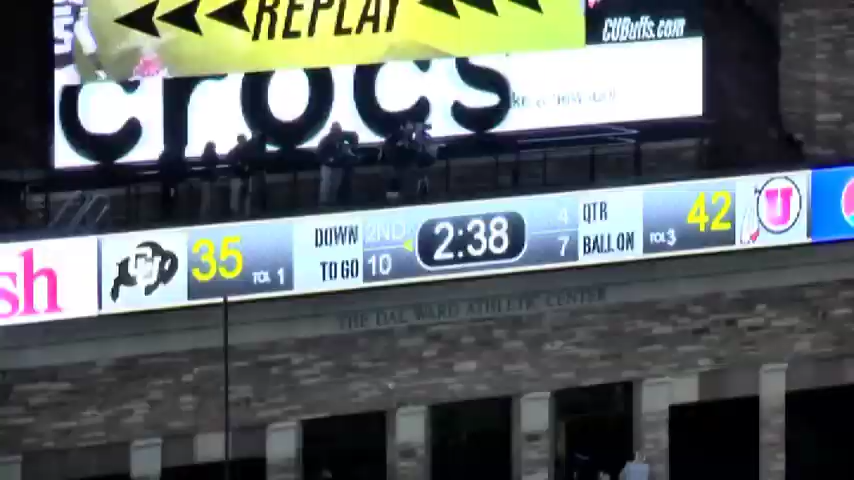 REPLAY
CUBuffs.com
crocs
sh
CU
35
TOL 1
DOWN 2ND
TO GO 10
2:38
4 QTR
7 BALL ON
TOL 3
42
U
THE DAL WARD ATHLETIC CENTER